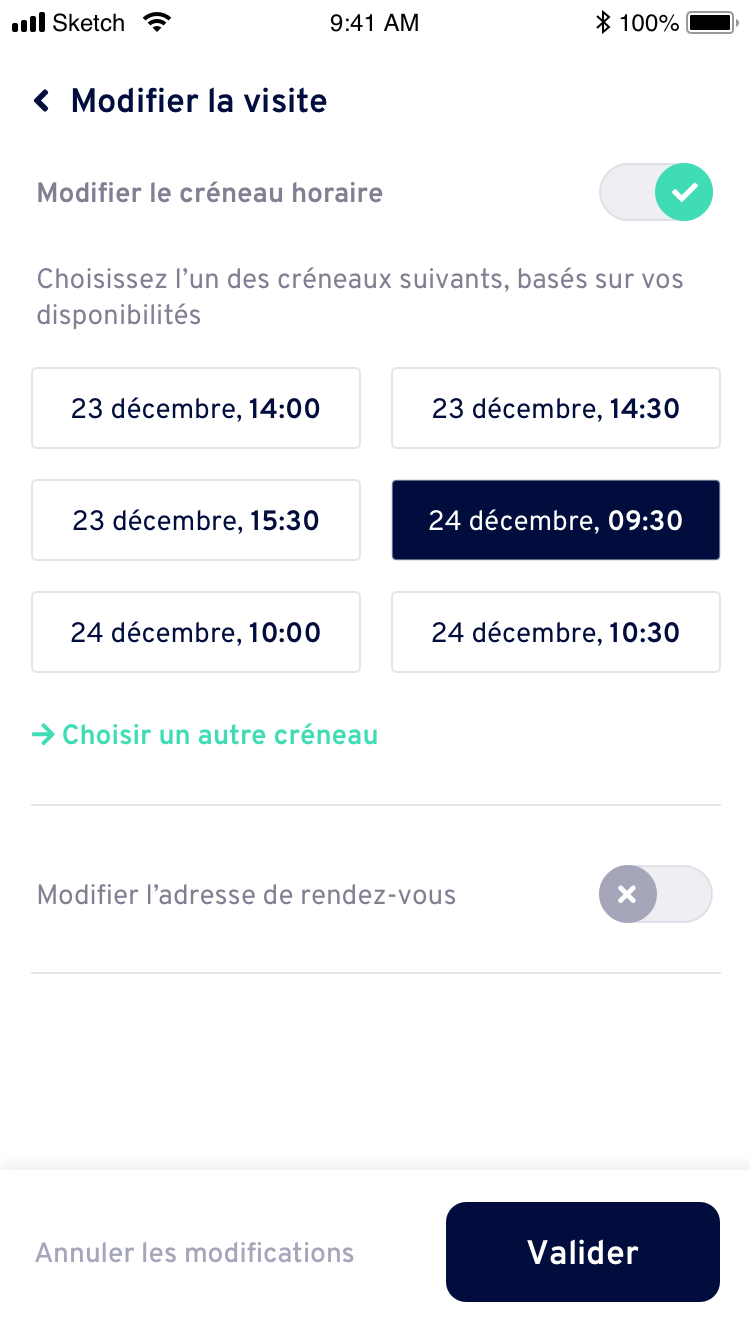 Sketch 9:41 AM 100%
Modifier la visite
Modifier le créneau horaire
Choisissez l’un des créneaux suivants, basés sur vos
disponibilités
23 décembre, 14:00
23 décembre, 14:30
23 décembre, 15:30
24 décembre, 09:30
24 décembre, 10:00
24 décembre, 10:30
Choisir un autre créneau
Modifier l’adresse de rendez-vous
Annuler les modifications
Valider